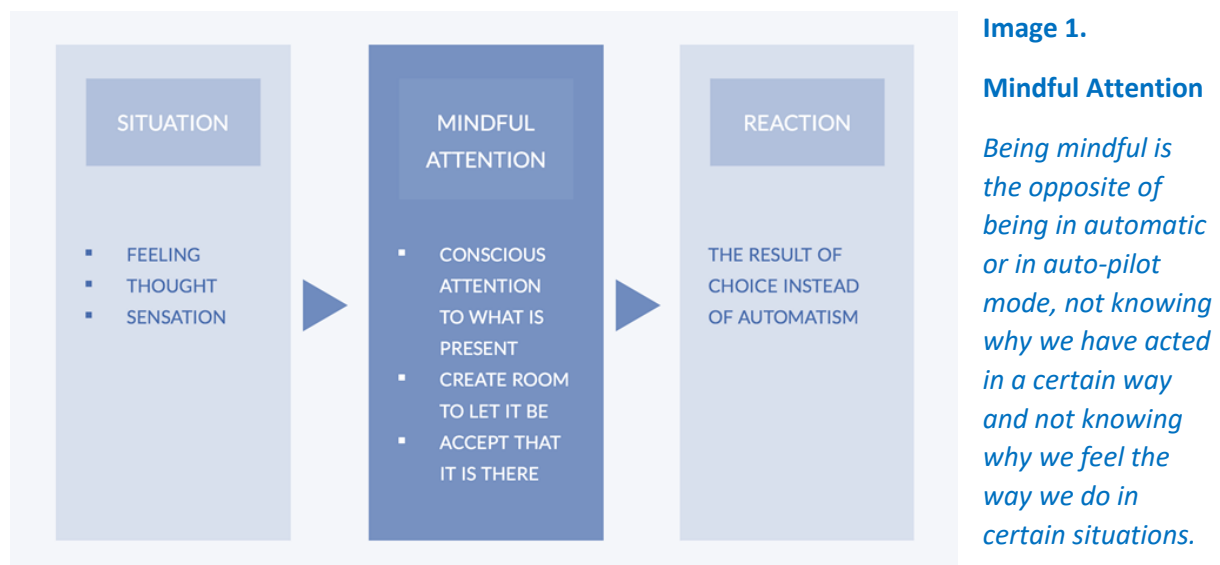 SITUATION
▪ FEELING
▪ THOUGHT
▪ SENSATION
MINDFUL
ATTENTION
▪ CONSCIOUS
ATTENTION
TO WHAT IS
PRESENT
▪ CREATE ROOM
TO LET IT BE
▪ ACCEPT THAT
IT IS THERE
REACTION
THE RESULT OF
CHOICE INSTEAD
OF AUTOMATISM
Image 1.
Mindful Attention
Being mindful is
the opposite of
being in automatic
or in auto-pilot
mode, not knowing
why we have acted
in a certain way
and not knowing
why we feel the
way we do in
certain situations.